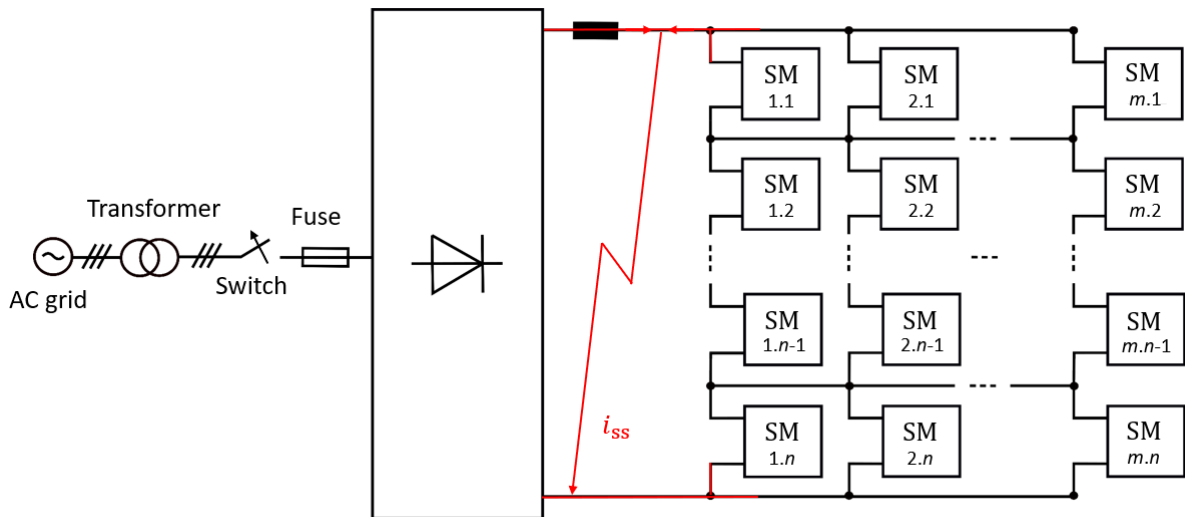 SM
1.1
SM
2.1
SM
m.1
SM
1.2
SM
2.2
SM
m.2
Transformer
Fuse
AC grid
Switch
SM
1.n-1
SM
2.n-1
SM
m.n-1
i_ss
SM
1.n
SM
2.n
SM
m.n